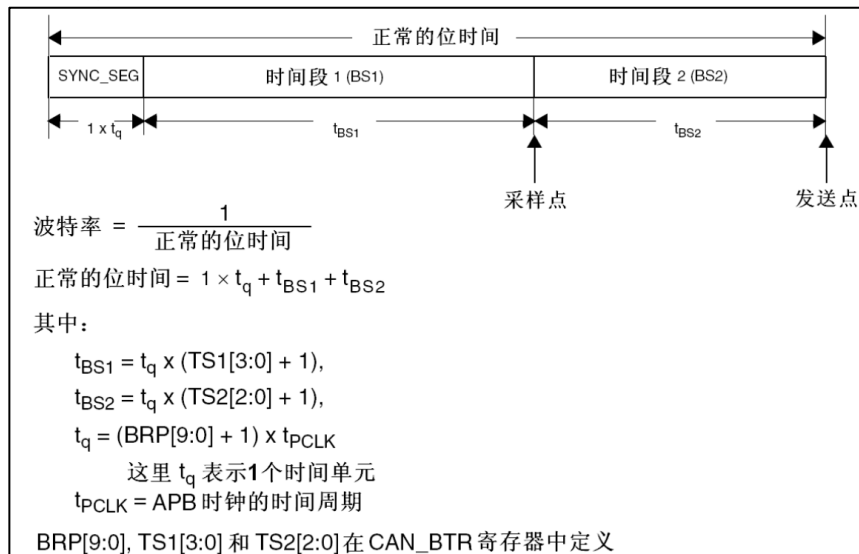 正常的位时间
SYNC_SEG 时间段 1 (BS1) 时间段 2 (BS2)
1 x tq tBS1 tBS2
采样点 发送点
波特率 = 1 / 正常的位时间
正常的位时间 = 1 × tq + tBS1 + tBS2
其中：
tBS1 = tq x (TS1[3:0] + 1),
tBS2 = tq x (TS2[2:0] + 1),
tq = (BRP[9:0] + 1) x tPCLK
这里 tq 表示1个时间单元
tPCLK = APB 时钟的时间周期
BRP[9:0], TS1[3:0] 和 TS2[2:0] 在 CAN_BTR 寄存器中定义